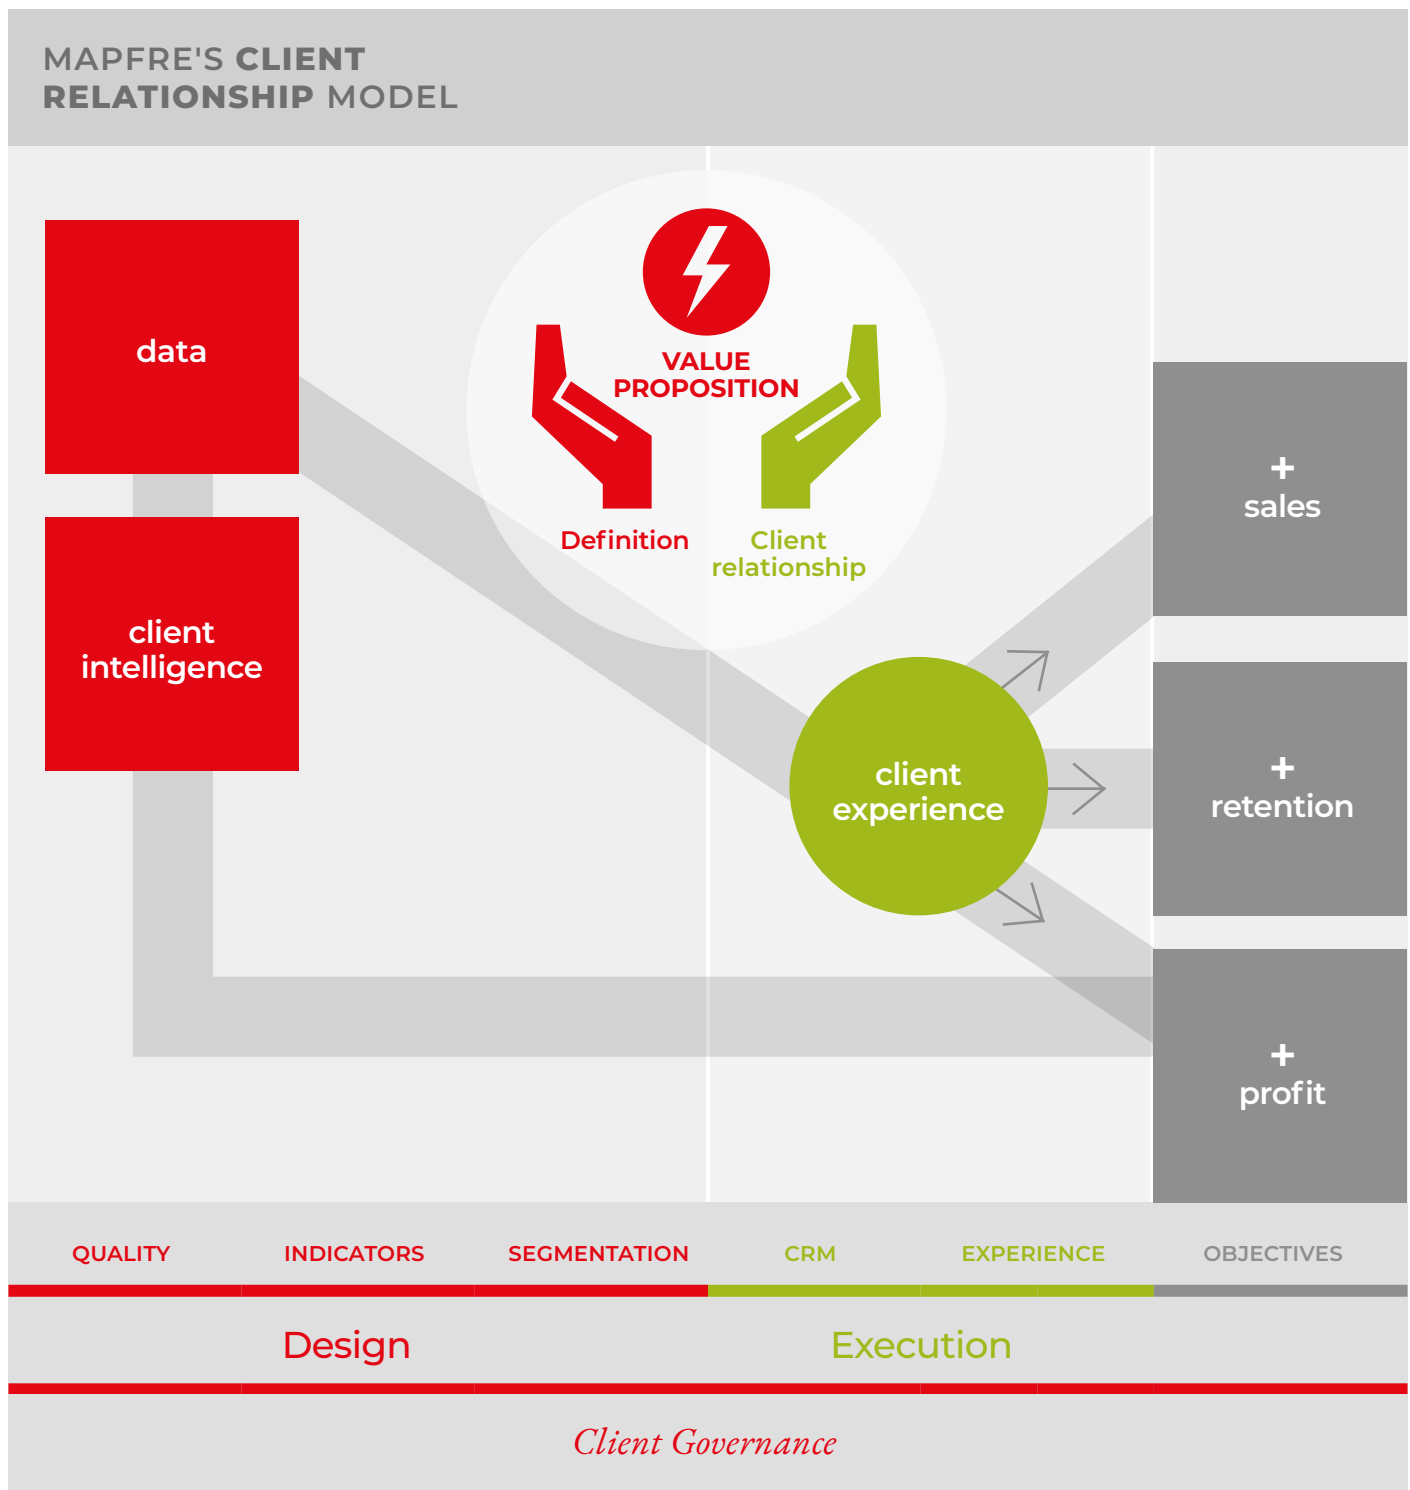 MAPFRE'S CLIENT
RELATIONSHIP MODEL
data
client
intelligence
VALUE
PROPOSITION
Definition
Client
relationship
client
experience
+
sales
+
retention
+
profit
QUALITY
INDICATORS
SEGMENTATION
CRM
EXPERIENCE
OBJECTIVES
Design
Execution
Client Governance